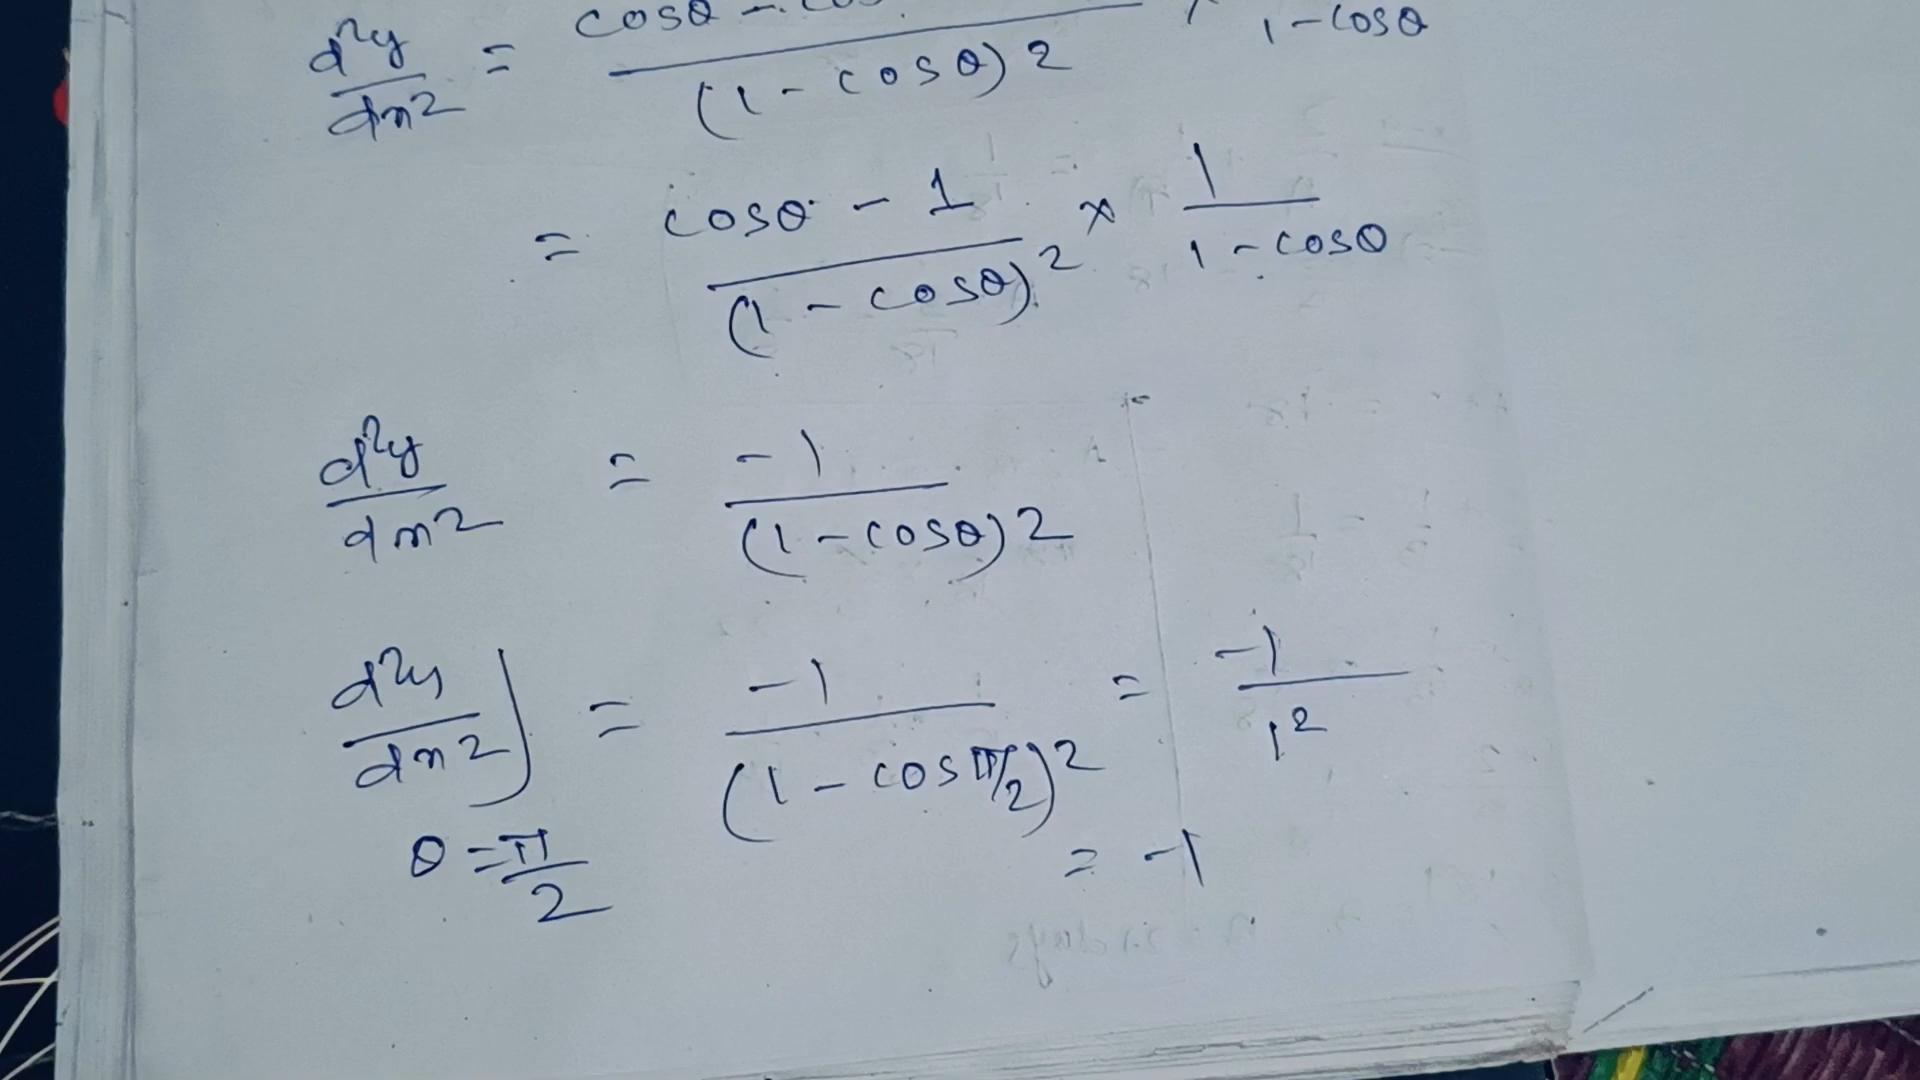 d²y/dx2 = cosθ - / (1 - cosθ)2 × / 1 - cosθ
= cosθ - 1 / (1 - cosθ)2 × 1 / 1 - cosθ
d²y/dx2 = -1 / (1 - cosθ)2
d²y/dx2 ] = -1 / (1 - cos π/2)2 = -1 / 1²
θ = π/2 = -1